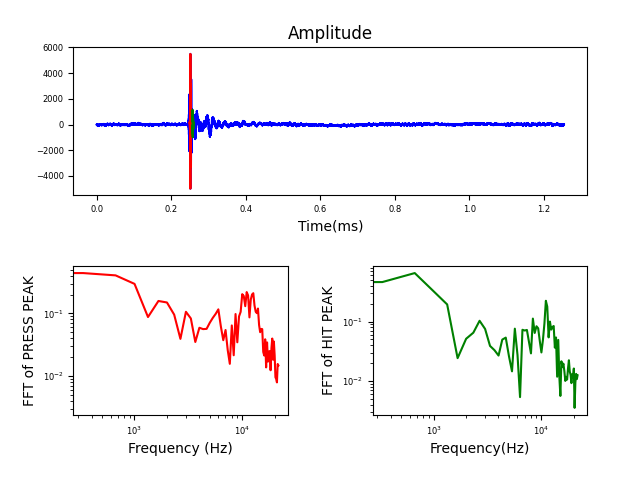 Amplitude
6000
4000
2000
0
−2000
−4000
0.0 0.2 0.4 0.6 0.8 1.0 1.2
Time(ms)
FFT of PRESS PEAK
10⁻¹
10⁻²
10³ 10⁴
Frequency (Hz)
FFT of HIT PEAK
10⁻¹
10⁻²
10³ 10⁴
Frequency(Hz)